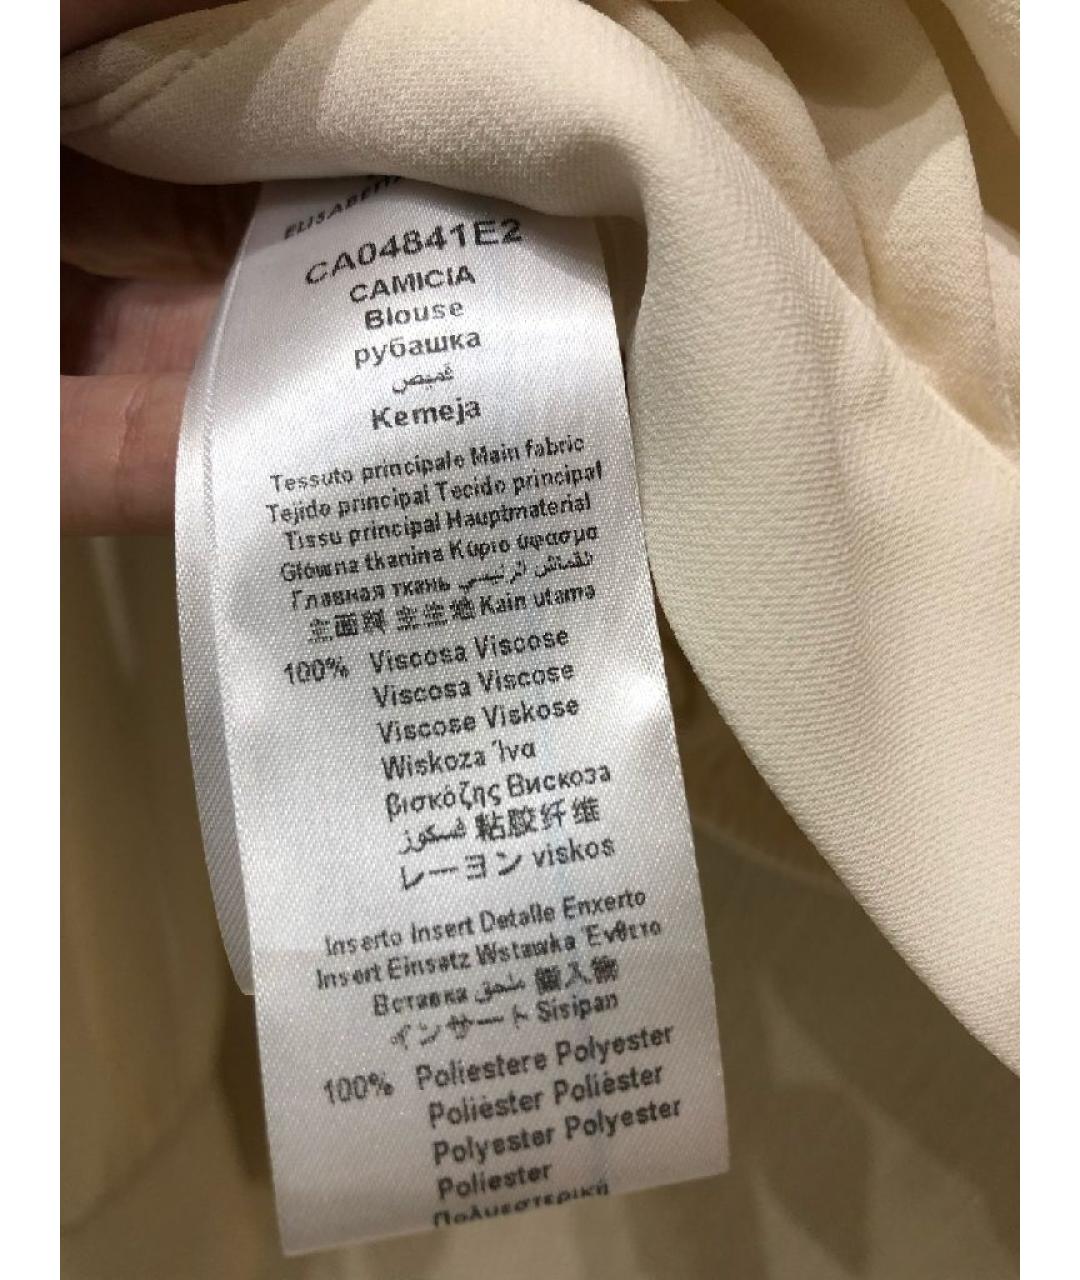 CA04841E2
CAMICIA
Blouse
рубашка
قميص
Kemeja
Tessuto principale Main fabric
Tejido principal Tecido principal
Tissu principal Hauptmaterial
Główna tkanina Κύριο ύφασμα
Главная ткань القماش الرئيسي
主面料 主生地 Kain utama
100% Viscosa Viscose
Viscosa Viscose
Viscose Viskose
Wiskoza Ίνα
βισκόζης Вискоза
فسكوز 粘胶纤维
レーヨン viskos
Inserto Insert Detalle Enxerto
Insert Einsatz Wstawka Ένθετο
Вставка ملحق 輸入物
インサート Sisipan
100% Poliestere Polyester
Poliéster Poliéster
Polyester Polyester
Poliester
Πολυεστερική